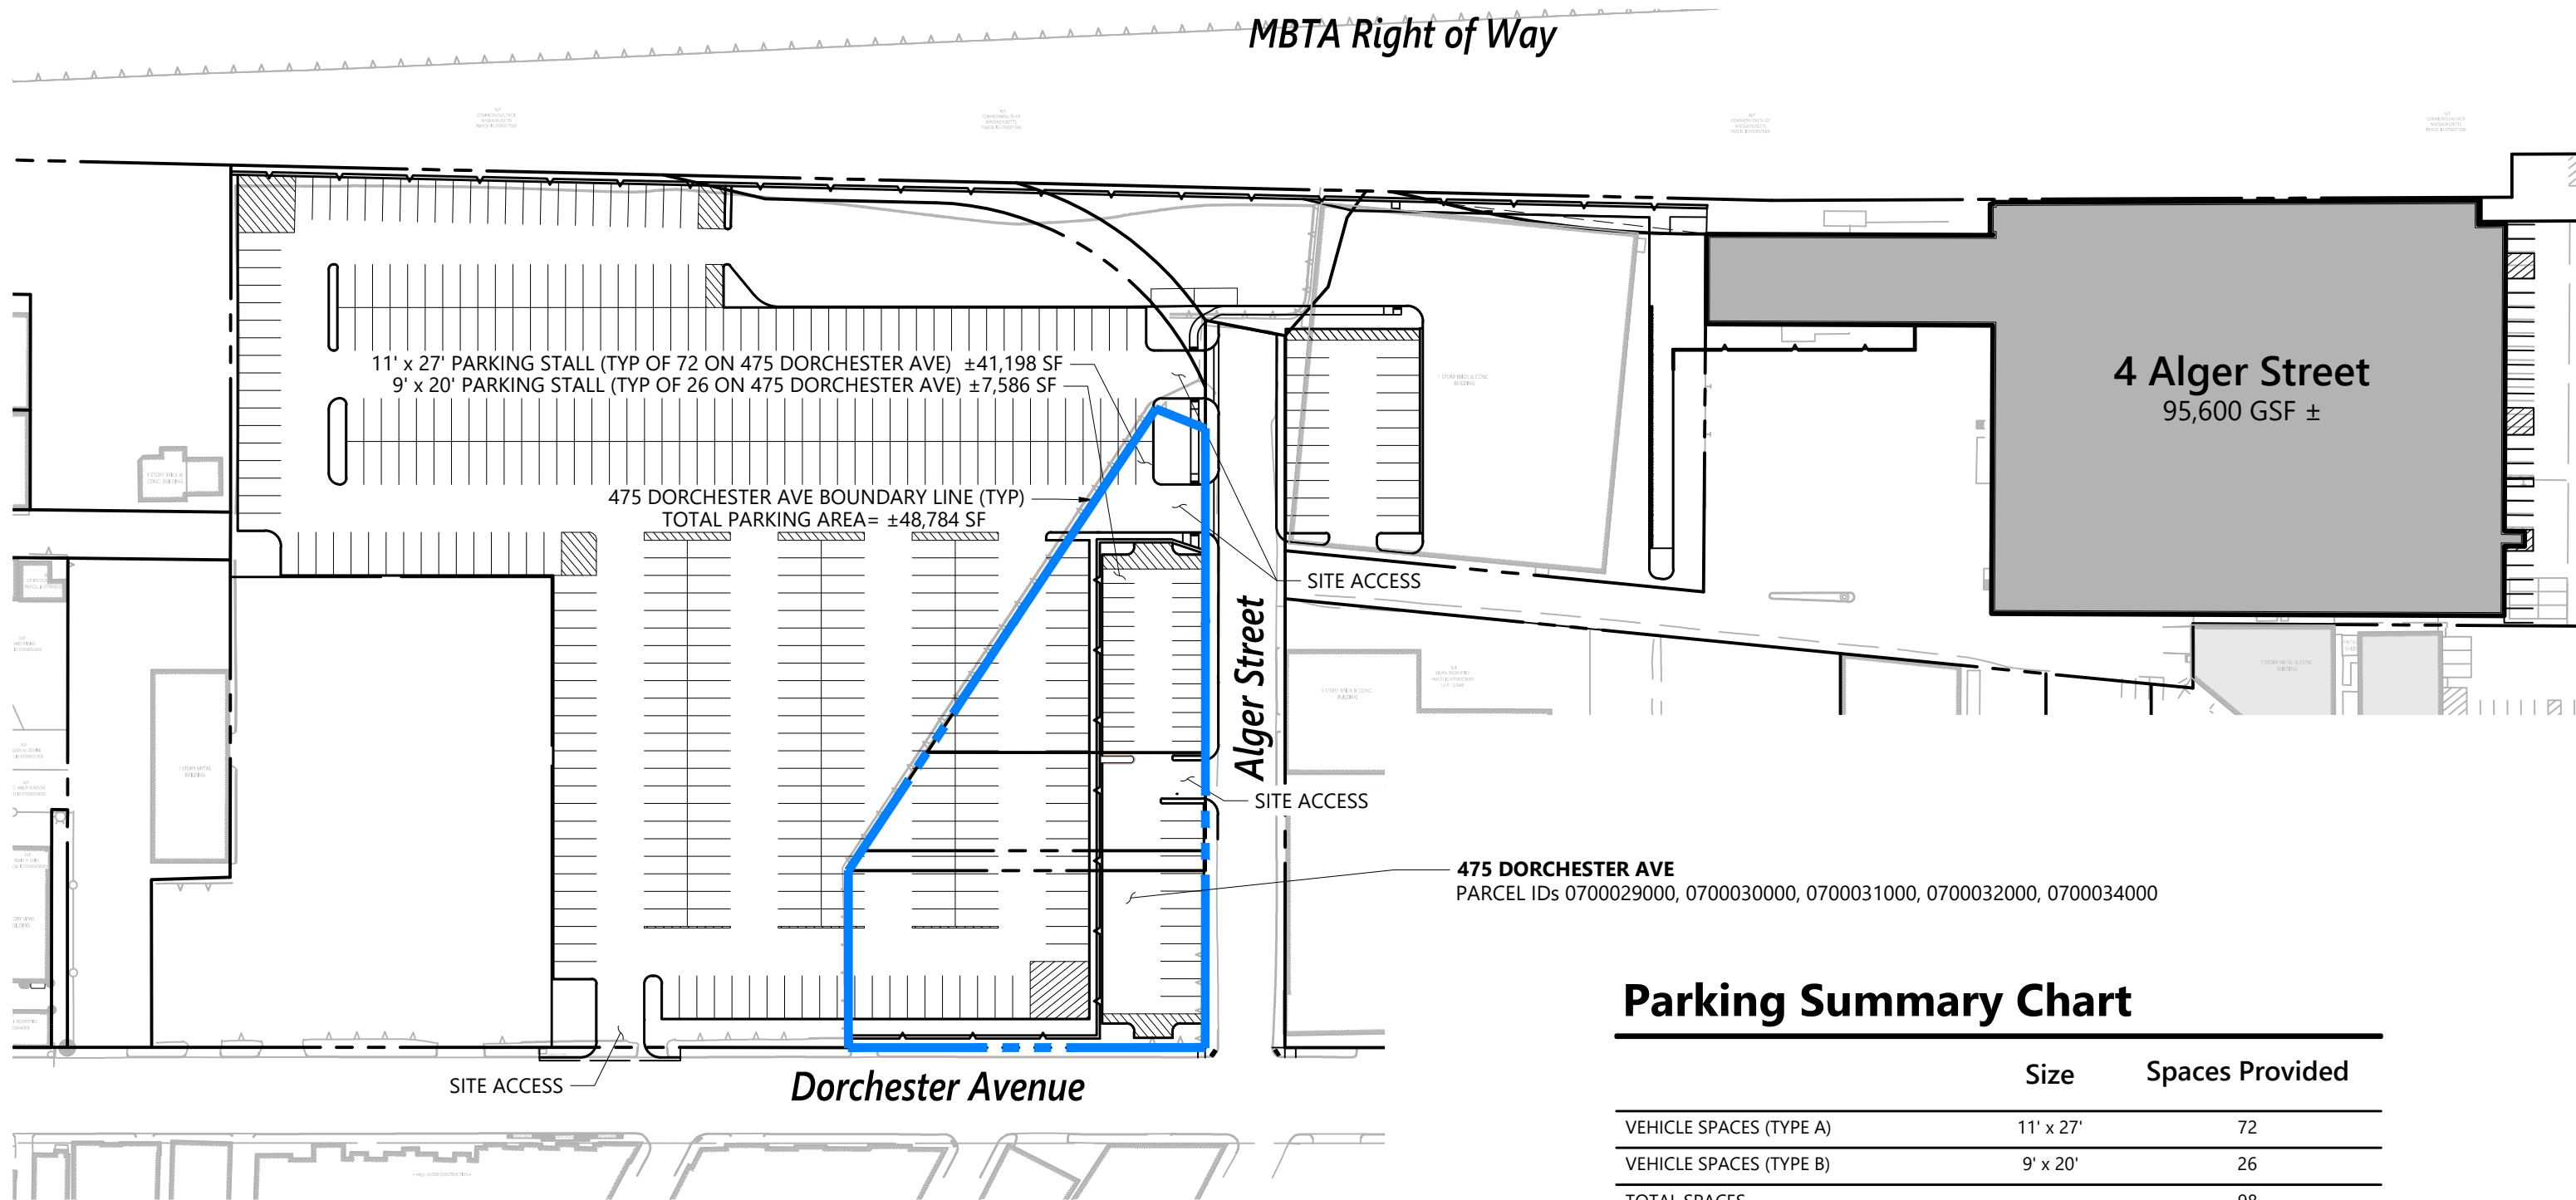 MBTA Right of Way
11' x 27' PARKING STALL (TYP OF 72 ON 475 DORCHESTER AVE) ±41,198 SF
9' x 20' PARKING STALL (TYP OF 26 ON 475 DORCHESTER AVE) ±7,586 SF
4 Alger Street
95,600 GSF ±
475 DORCHESTER AVE BOUNDARY LINE (TYP)
TOTAL PARKING AREA= ±48,784 SF
SITE ACCESS
Alger Street
SITE ACCESS
475 DORCHESTER AVE
PARCEL IDs 0700029000, 0700030000, 0700031000, 0700032000, 0700034000
SITE ACCESS
Dorchester Avenue
Parking Summary Chart
Size Spaces Provided
VEHICLE SPACES (TYPE A) 11' x 27' 72
VEHICLE SPACES (TYPE B) 9' x 20' 26
TOTAL SPACES 98